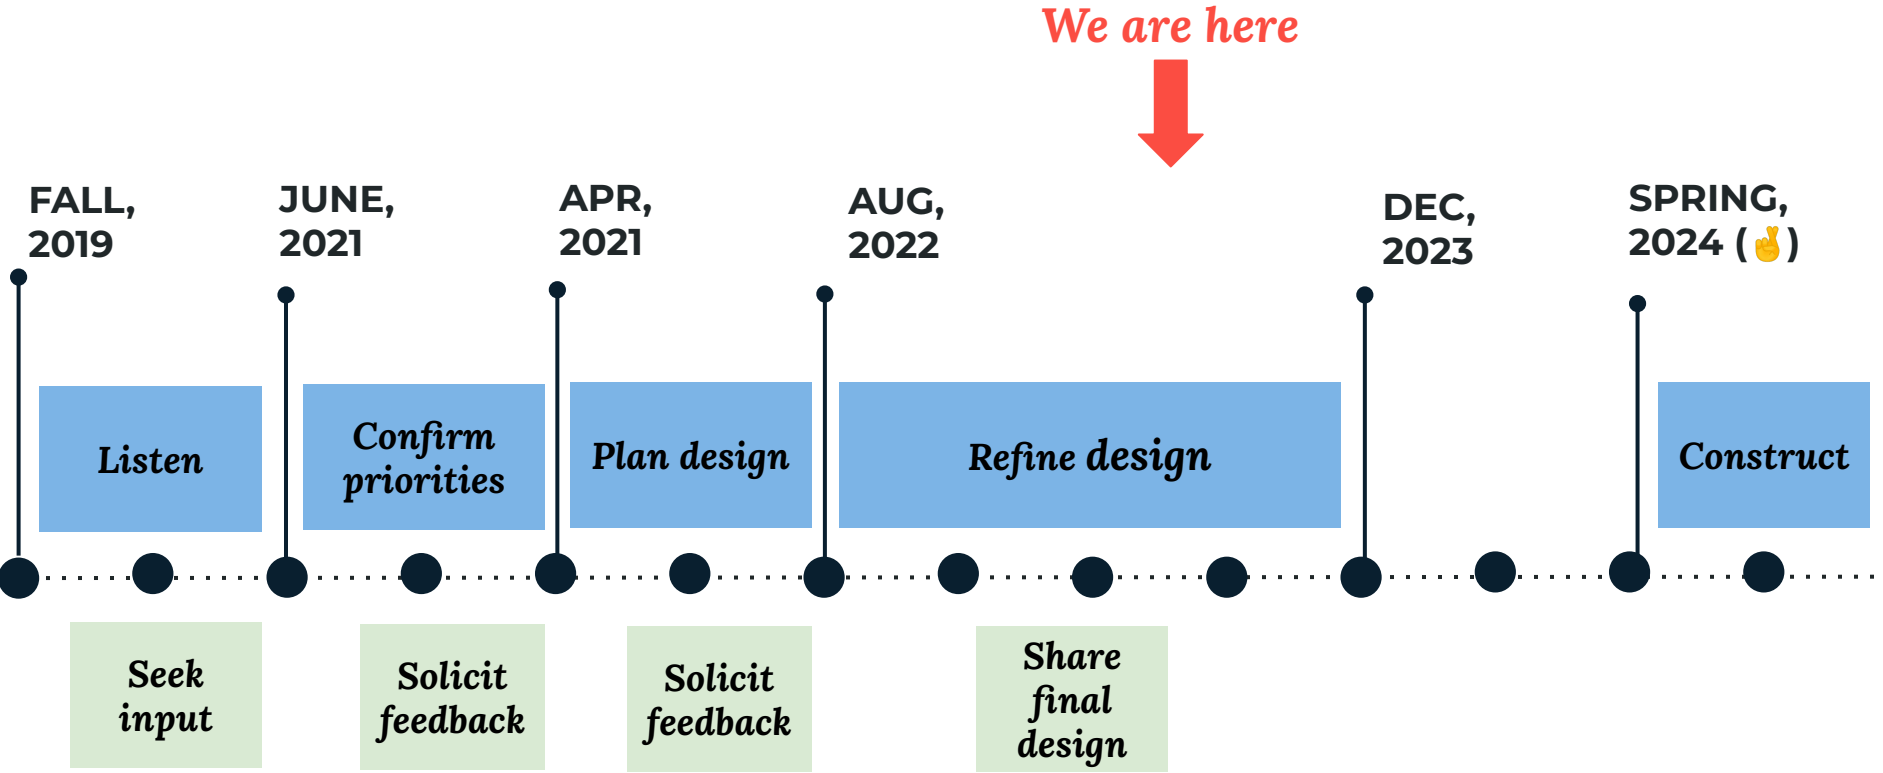 We are here
FALL,
2019
JUNE,
2021
APR,
2021
AUG,
2022
DEC,
2023
SPRING,
2024 (🤞)
Listen
Confirm
priorities
Plan design
Refine design
Construct
Seek
input
Solicit
feedback
Solicit
feedback
Share
final
design